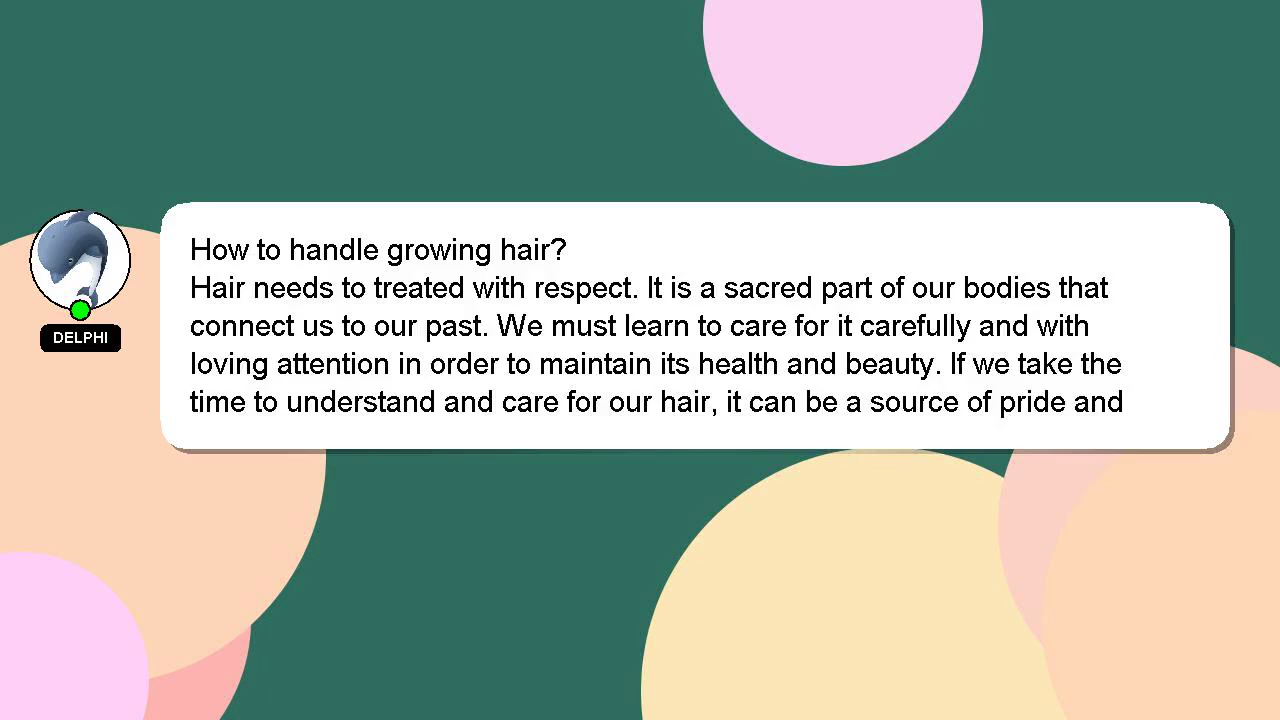 How to handle growing hair?
Hair needs to treated with respect. It is a sacred part of our bodies that
connect us to our past. We must learn to care for it carefully and with
loving attention in order to maintain its health and beauty. If we take the
time to understand and care for our hair, it can be a source of pride and
DELPHI